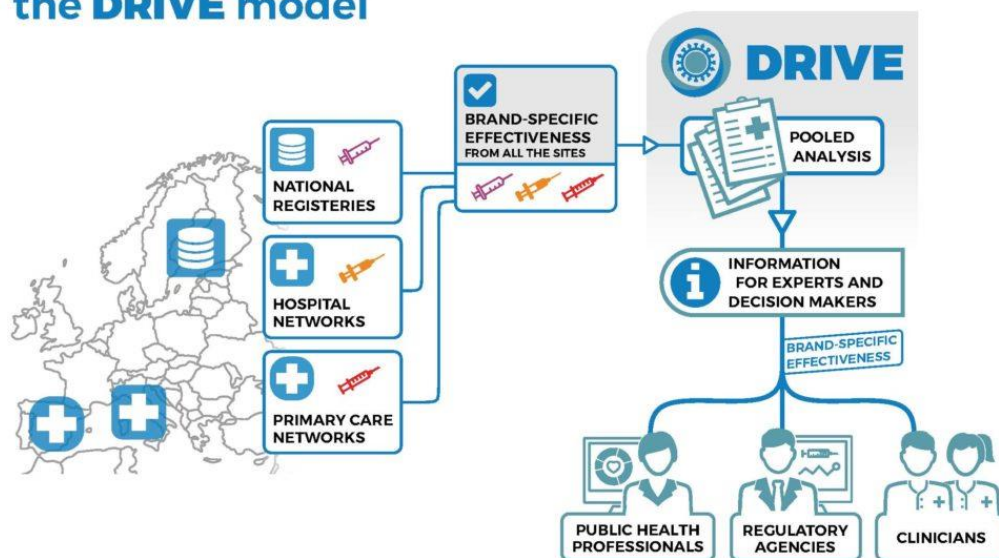 the DRIVE model
DRIVE
NATIONAL
REGISTERIES
HOSPITAL
NETWORKS
PRIMARY CARE
NETWORKS
BRAND-SPECIFIC
EFFECTIVENESS
FROM ALL THE SITES
POOLED
ANALYSIS
INFORMATION
FOR EXPERTS AND
DECISION MAKERS
BRAND-SPECIFIC
EFFECTIVENESS
PUBLIC HEALTH
PROFESSIONALS
REGULATORY
AGENCIES
CLINICIANS